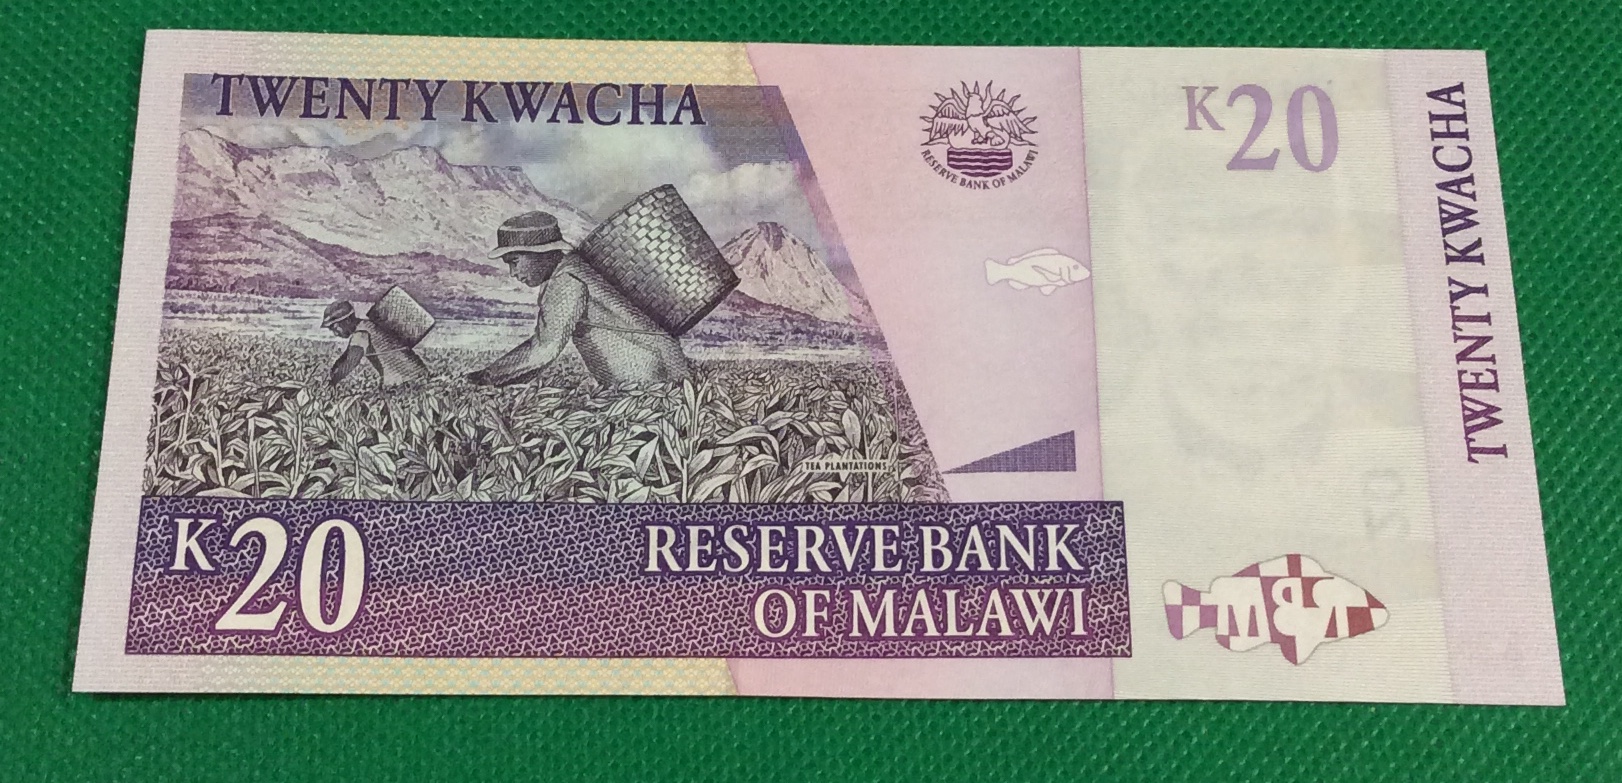 TWENTY KWACHA
RESERVE BANK OF MALAWI
K20
TWENTY KWACHA
TEA PLANTATIONS
K20
RESERVE BANK
OF MALAWI